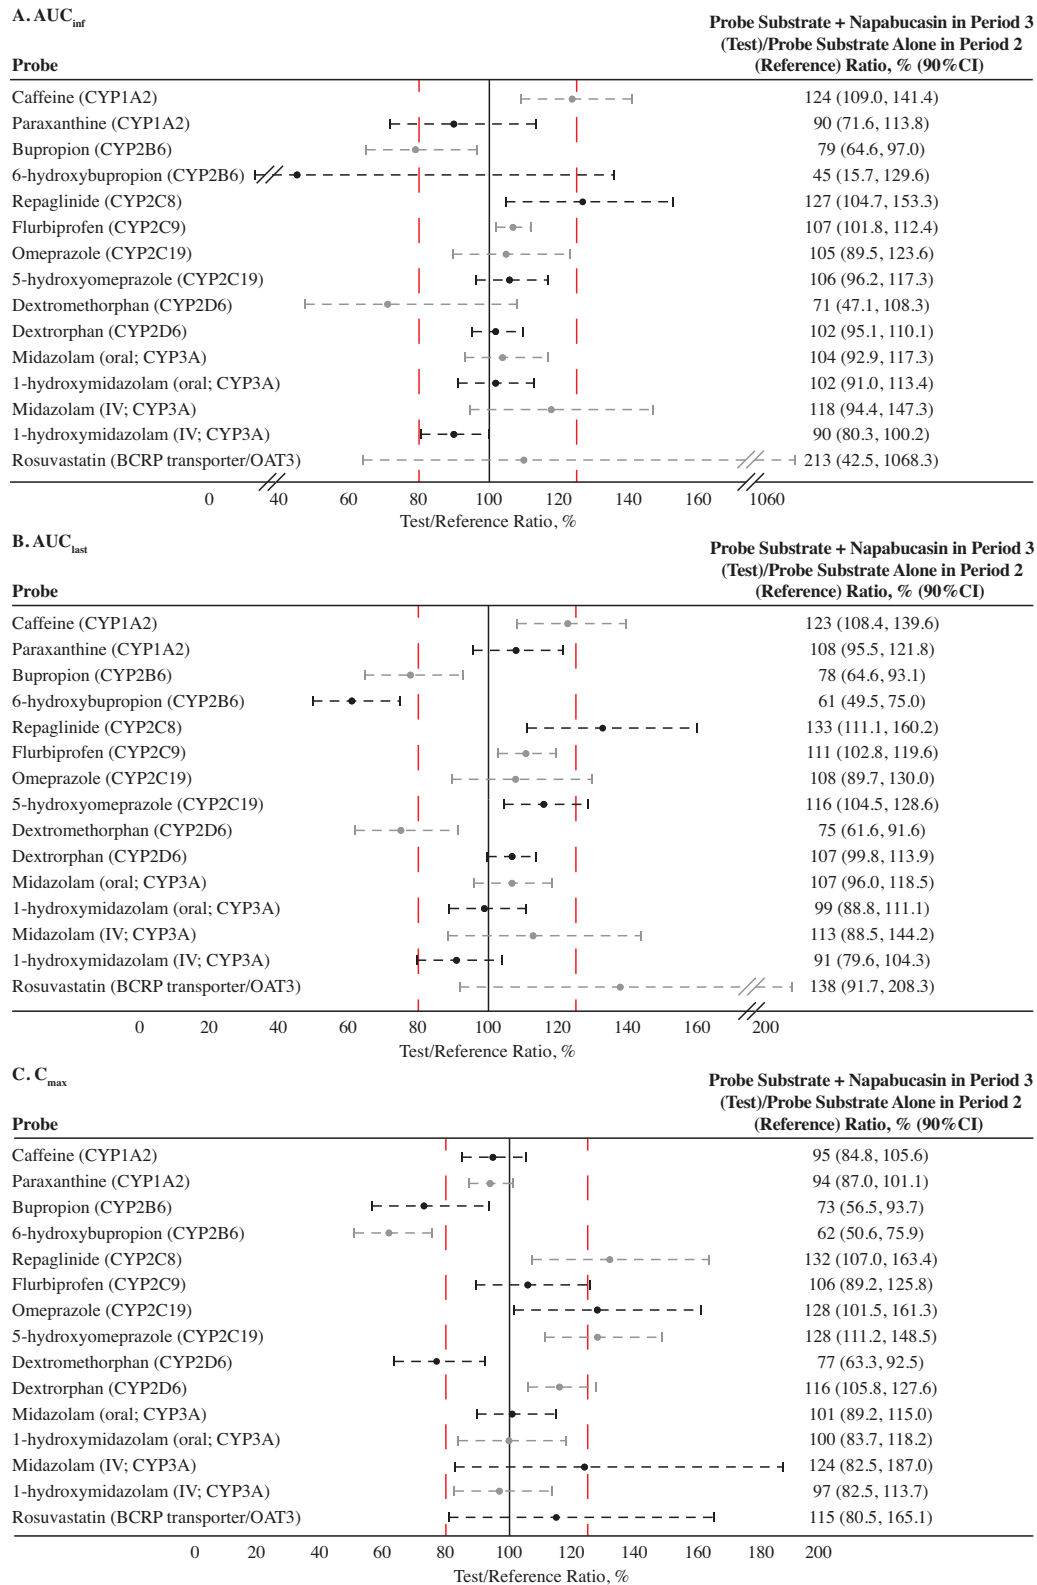 A. AUCinf
Probe Substrate + Napabucasin in Period 3
(Test)/Probe Substrate Alone in Period 2
Probe (Reference) Ratio, % (90%CI)
Caffeine (CYP1A2) 124 (109.0, 141.4)
Paraxanthine (CYP1A2) 90 (71.6, 113.8)
Bupropion (CYP2B6) 79 (64.6, 97.0)
6-hydroxybupropion (CYP2B6) 45 (15.7, 129.6)
Repaglinide (CYP2C8) 127 (104.7, 153.3)
Flurbiprofen (CYP2C9) 107 (101.8, 112.4)
Omeprazole (CYP2C19) 105 (89.5, 123.6)
5-hydroxyomeprazole (CYP2C19) 106 (96.2, 117.3)
Dextromethorphan (CYP2D6) 71 (47.1, 108.3)
Dextrorphan (CYP2D6) 102 (95.1, 110.1)
Midazolam (oral; CYP3A) 104 (92.9, 117.3)
1-hydroxymidazolam (oral; CYP3A) 102 (91.0, 113.4)
Midazolam (IV; CYP3A) 118 (94.4, 147.3)
1-hydroxymidazolam (IV; CYP3A) 90 (80.3, 100.2)
Rosuvastatin (BCRP transporter/OAT3) 213 (42.5, 1068.3)
0 40 60 80 100 120 140 160 1060
Test/Reference Ratio, %
B. AUClast
Probe Substrate + Napabucasin in Period 3
(Test)/Probe Substrate Alone in Period 2
Probe (Reference) Ratio, % (90%CI)
Caffeine (CYP1A2) 123 (108.4, 139.6)
Paraxanthine (CYP1A2) 108 (95.5, 121.8)
Bupropion (CYP2B6) 78 (64.6, 93.1)
6-hydroxybupropion (CYP2B6) 61 (49.5, 75.0)
Repaglinide (CYP2C8) 133 (111.1, 160.2)
Flurbiprofen (CYP2C9) 111 (102.8, 119.6)
Omeprazole (CYP2C19) 108 (89.7, 130.0)
5-hydroxyomeprazole (CYP2C19) 116 (104.5, 128.6)
Dextromethorphan (CYP2D6) 75 (61.6, 91.6)
Dextrorphan (CYP2D6) 107 (99.8, 113.9)
Midazolam (oral; CYP3A) 107 (96.0, 118.5)
1-hydroxymidazolam (oral; CYP3A) 99 (88.8, 111.1)
Midazolam (IV; CYP3A) 113 (88.5, 144.2)
1-hydroxymidazolam (IV; CYP3A) 91 (79.6, 104.3)
Rosuvastatin (BCRP transporter/OAT3) 138 (91.7, 208.3)
0 20 40 60 80 100 120 140 160 200
Test/Reference Ratio, %
C. Cmax
Probe Substrate + Napabucasin in Period 3
(Test)/Probe Substrate Alone in Period 2
Probe (Reference) Ratio, % (90%CI)
Caffeine (CYP1A2) 95 (84.8, 105.6)
Paraxanthine (CYP1A2) 94 (87.0, 101.1)
Bupropion (CYP2B6) 73 (56.5, 93.7)
6-hydroxybupropion (CYP2B6) 62 (50.6, 75.9)
Repaglinide (CYP2C8) 132 (107.0, 163.4)
Flurbiprofen (CYP2C9) 106 (89.2, 125.8)
Omeprazole (CYP2C19) 128 (101.5, 161.3)
5-hydroxyomeprazole (CYP2C19) 128 (111.2, 148.5)
Dextromethorphan (CYP2D6) 77 (63.3, 92.5)
Dextrorphan (CYP2D6) 116 (105.8, 127.6)
Midazolam (oral; CYP3A) 101 (89.2, 115.0)
1-hydroxymidazolam (oral; CYP3A) 100 (83.7, 118.2)
Midazolam (IV; CYP3A) 124 (82.5, 187.0)
1-hydroxymidazolam (IV; CYP3A) 97 (82.5, 113.7)
Rosuvastatin (BCRP transporter/OAT3) 115 (80.5, 165.1)
0 20 40 60 80 100 120 140 160 180 200
Test/Reference Ratio, %